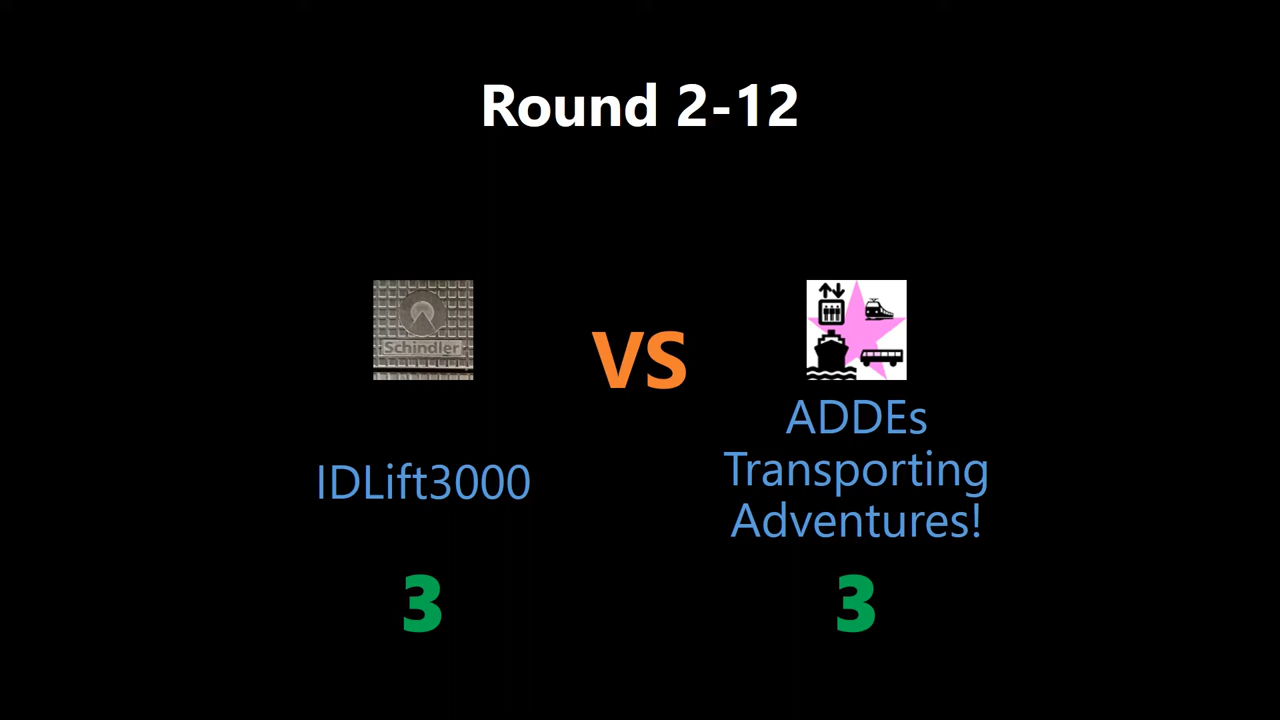 Round 2-12
Schindler
VS
IDLift3000
ADDEs
Transporting
Adventures!
3
3